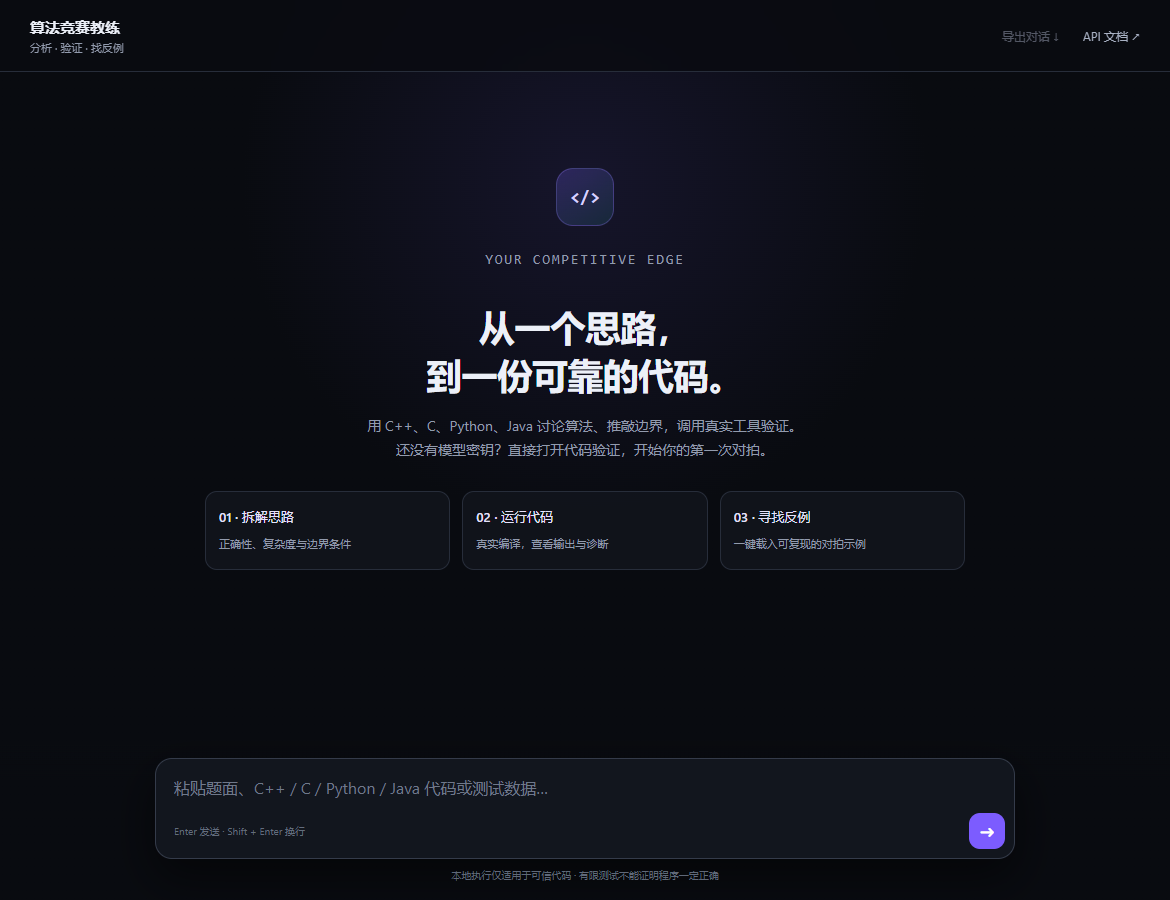 算法竞赛教练
分析 · 验证 · 找反例
导出对话 ↓
API 文档 ↗
</>
YOUR COMPETITIVE EDGE
从一个思路，
到一份可靠的代码。
用 C++、C、Python、Java 讨论算法、推敲边界，调用真实工具验证。
还没有模型密钥？直接打开代码验证，开始你的第一次对拍。
01 · 拆解思路
正确性、复杂度与边界条件
02 · 运行代码
真实编译，查看输出与诊断
03 · 寻找反例
一键载入可复现的对拍示例
粘贴题面、C++ / C / Python / Java 代码或测试数据...
Enter 发送 · Shift + Enter 换行
本地执行仅适用于可信代码 · 有限测试不能证明程序一定正确